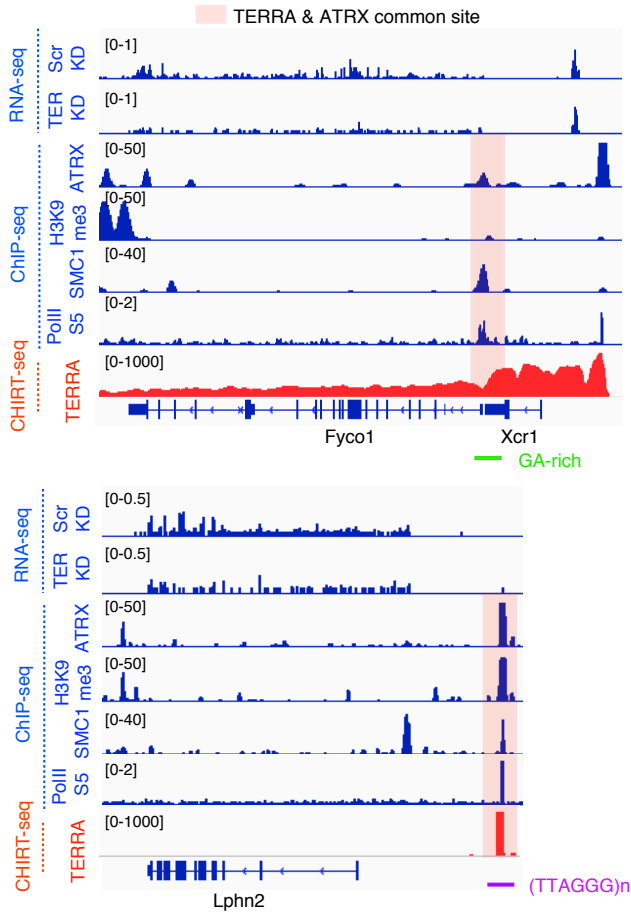 TERRA & ATRX common site
RNA-seq
Scr
KD
[0-1]
TER
KD
[0-1]
ChIP-seq
ATRX
[0-50]
H3K9
me3
[0-50]
SMC1
[0-40]
PolII
S5
[0-2]
CHIRT-seq
TERRA
[0-1000]
Fyco1
Xcr1
GA-rich
RNA-seq
Scr
KD
[0-0.5]
TER
KD
[0-0.5]
ChIP-seq
ATRX
[0-50]
H3K9
me3
[0-50]
SMC1
[0-40]
PolII
S5
[0-2]
CHIRT-seq
TERRA
[0-1000]
Lphn2
(TTAGGG)n